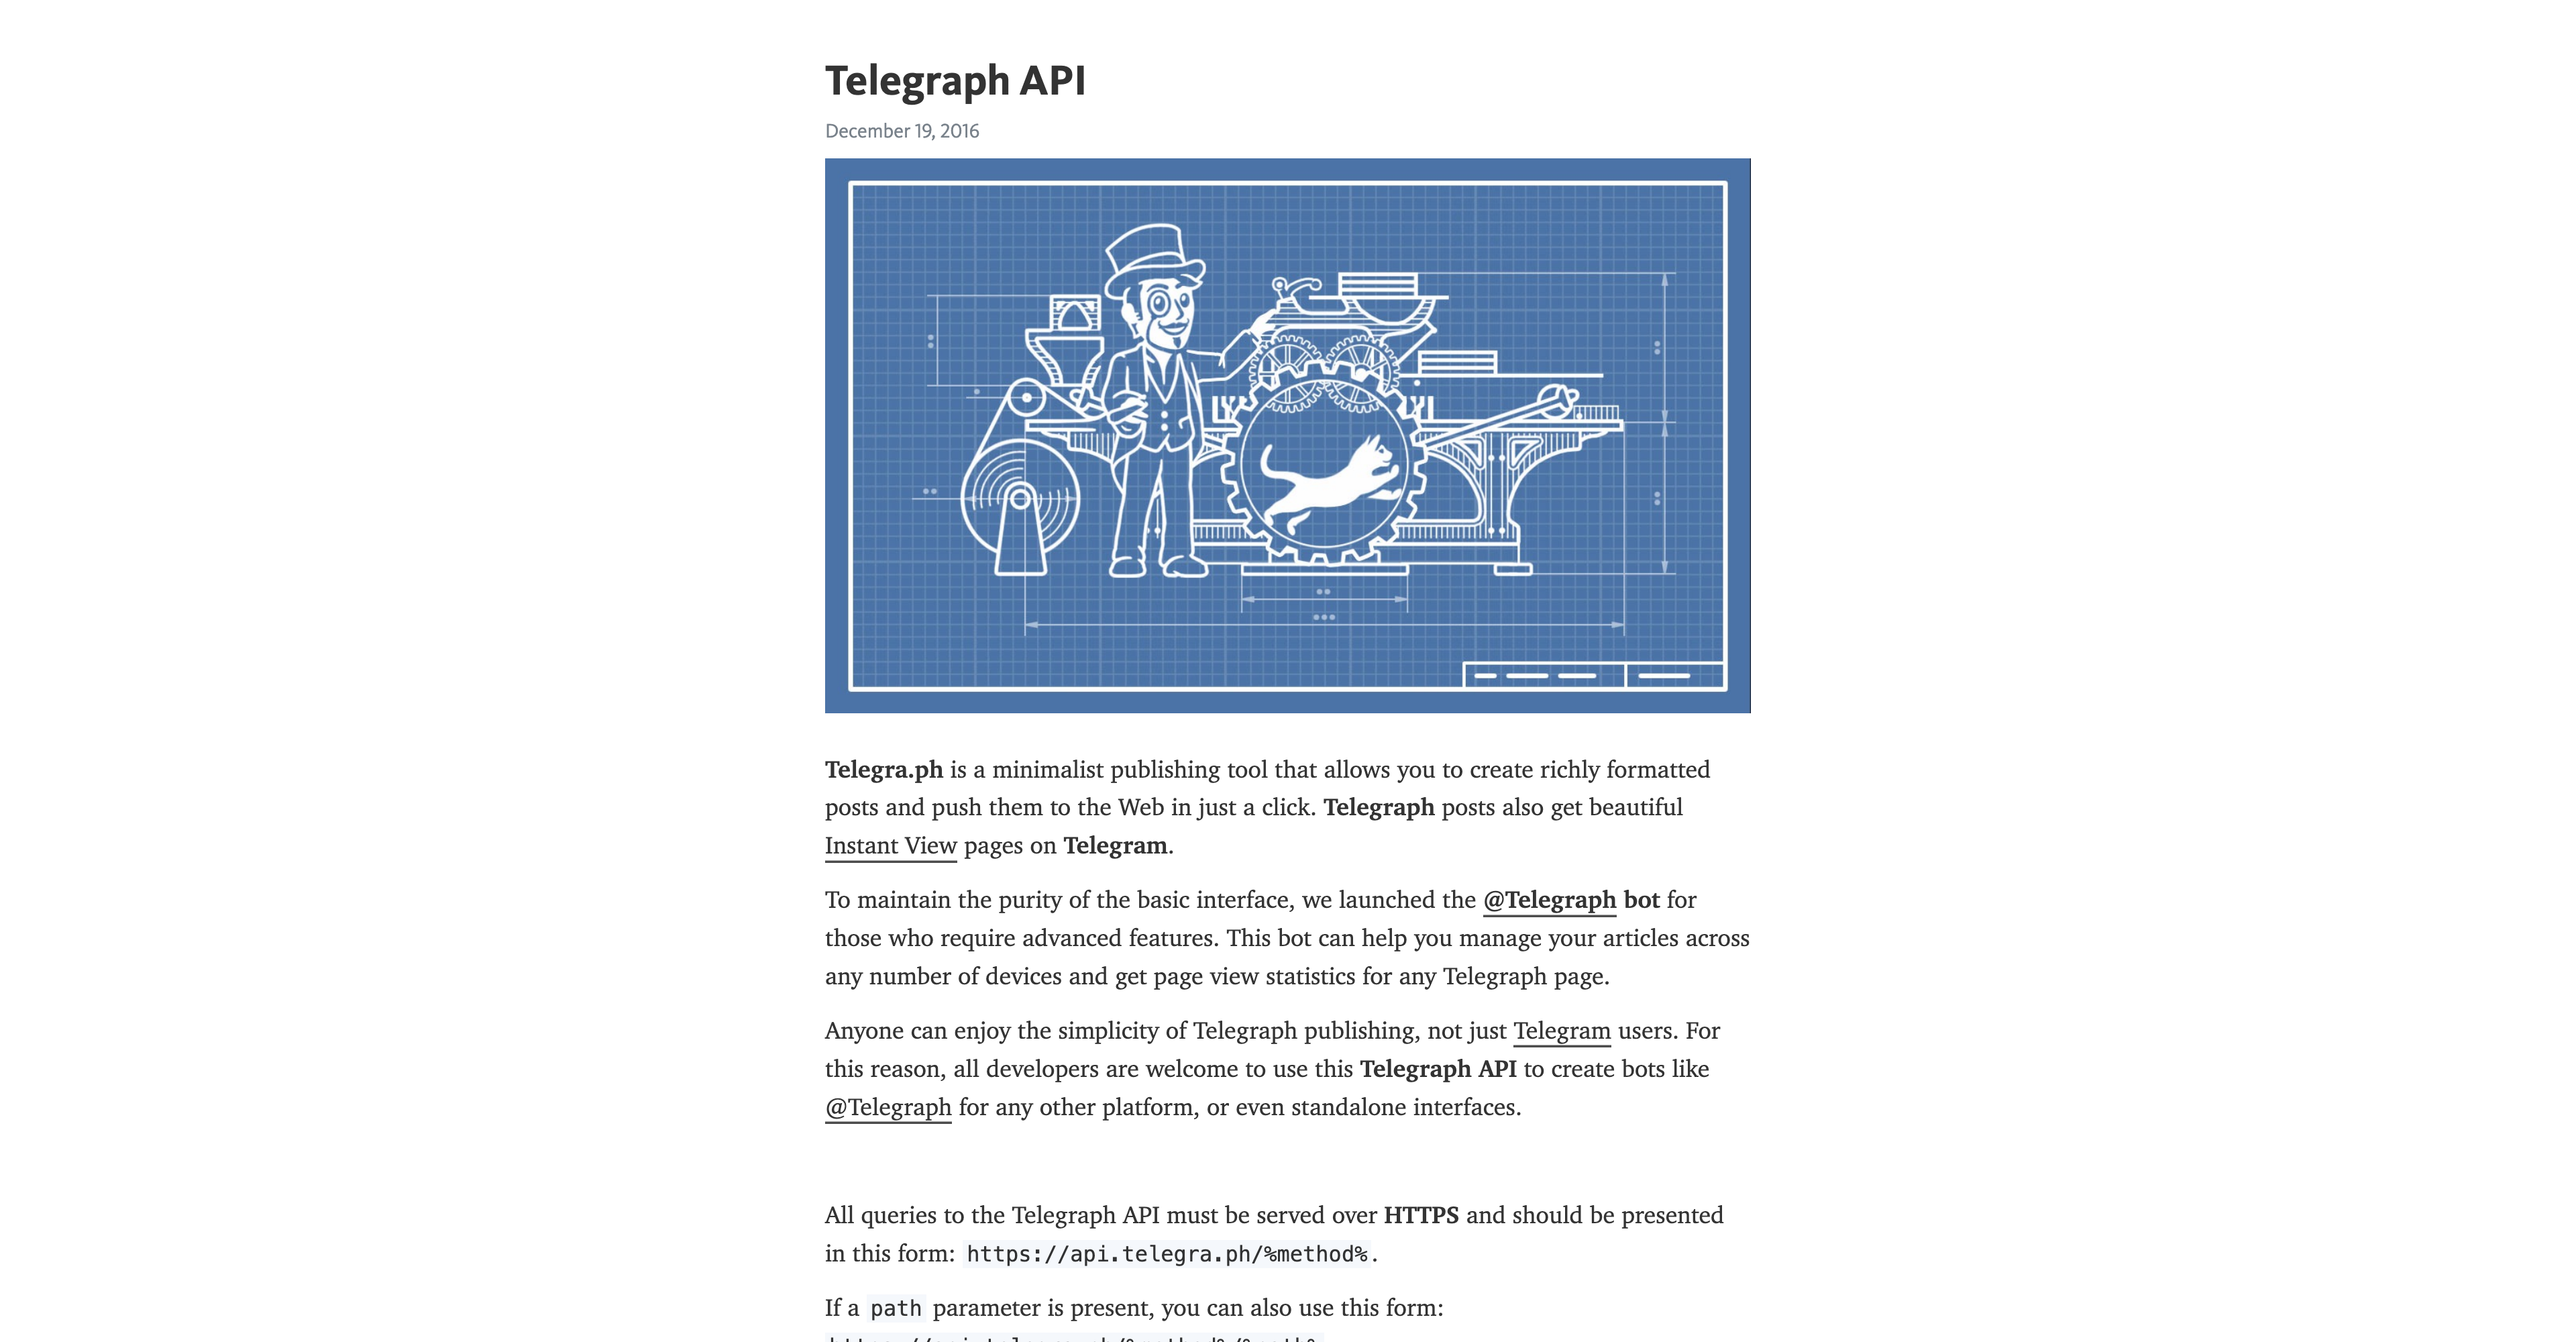 Telegraph API
December 19, 2016
Telegra.ph is a minimalist publishing tool that allows you to create richly formatted
posts and push them to the Web in just a click. Telegraph posts also get beautiful
Instant View pages on Telegram.
To maintain the purity of the basic interface, we launched the @Telegraph bot for
those who require advanced features. This bot can help you manage your articles across
any number of devices and get page view statistics for any Telegraph page.
Anyone can enjoy the simplicity of Telegraph publishing, not just Telegram users. For
this reason, all developers are welcome to use this Telegraph API to create bots like
@Telegraph for any other platform, or even standalone interfaces.
All queries to the Telegraph API must be served over HTTPS and should be presented
in this form: https://api.telegra.ph/%method%.
If a path parameter is present, you can also use this form: